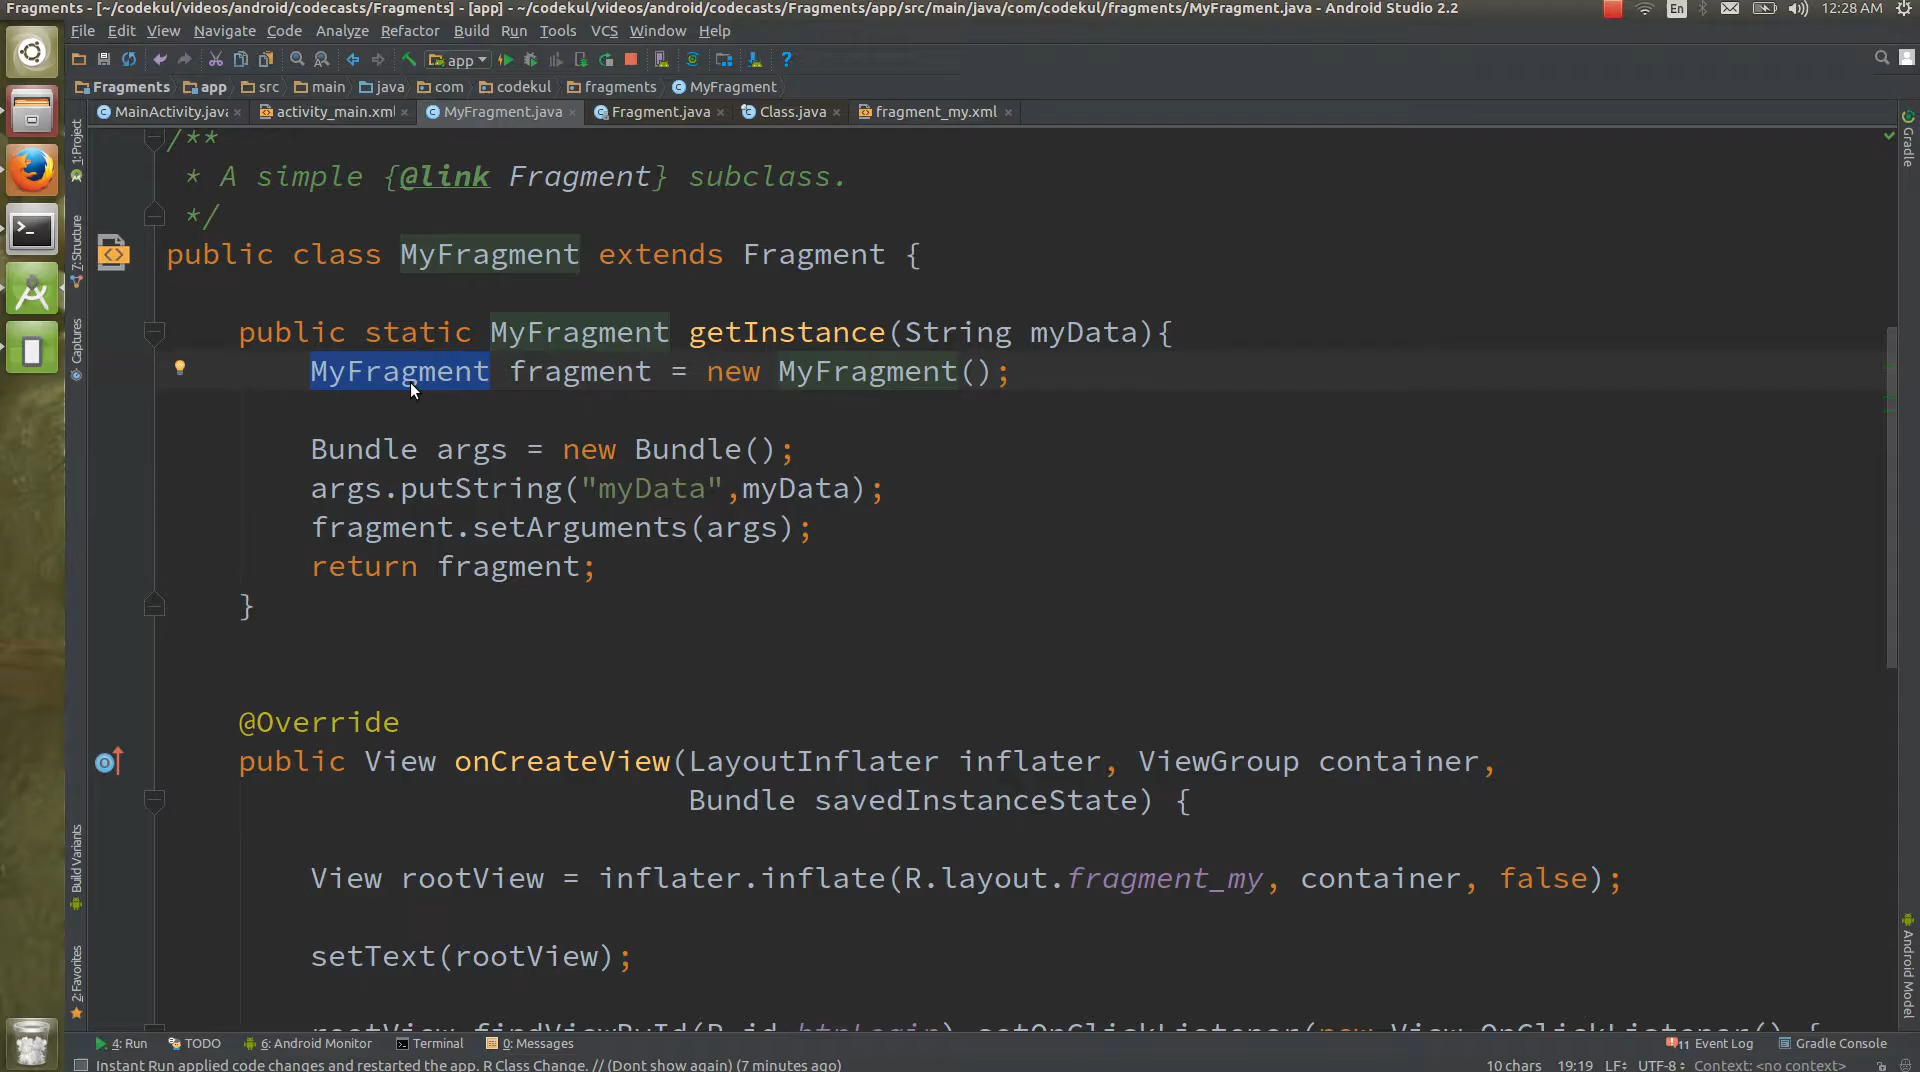 Fragments - [~/codekul/videos/android/codecasts/Fragments] - [app] - ~/codekul/videos/android/codecasts/Fragments/app/src/main/java/com/codekul/fragments/MyFragment.java - Android Studio 2.2 En 12:28 AM
File Edit View Navigate Code Analyze Refactor Build Run Tools VCS Window Help
app
Fragments app src main java com codekul fragments MyFragment
MainActivity.java activity_main.xml MyFragment.java Fragment.java Class.java fragment_my.xml
1: Project
7: Structure
Captures
Build Variants
2: Favorites
Gradle
Android Model
/**
* A simple {@link Fragment} subclass.
*/
public class MyFragment extends Fragment {
public static MyFragment getInstance(String myData){
MyFragment fragment = new MyFragment();
Bundle args = new Bundle();
args.putString("myData",myData);
fragment.setArguments(args);
return fragment;
}
@Override
public View onCreateView(LayoutInflater inflater, ViewGroup container,
Bundle savedInstanceState) {
View rootView = inflater.inflate(R.layout.fragment_my, container, false);
setText(rootView);
rootView.findViewById(R.id.btnLogin).setOnClickListener(new View.OnClickListener() {
4: Run TODO 6: Android Monitor Terminal 0: Messages 11 Event Log Gradle Console
Instant Run applied code changes and restarted the app. R Class Change. // (Dont show again) (7 minutes ago) 10 chars 19:19 LF÷ UTF-8÷ Context: <no context>